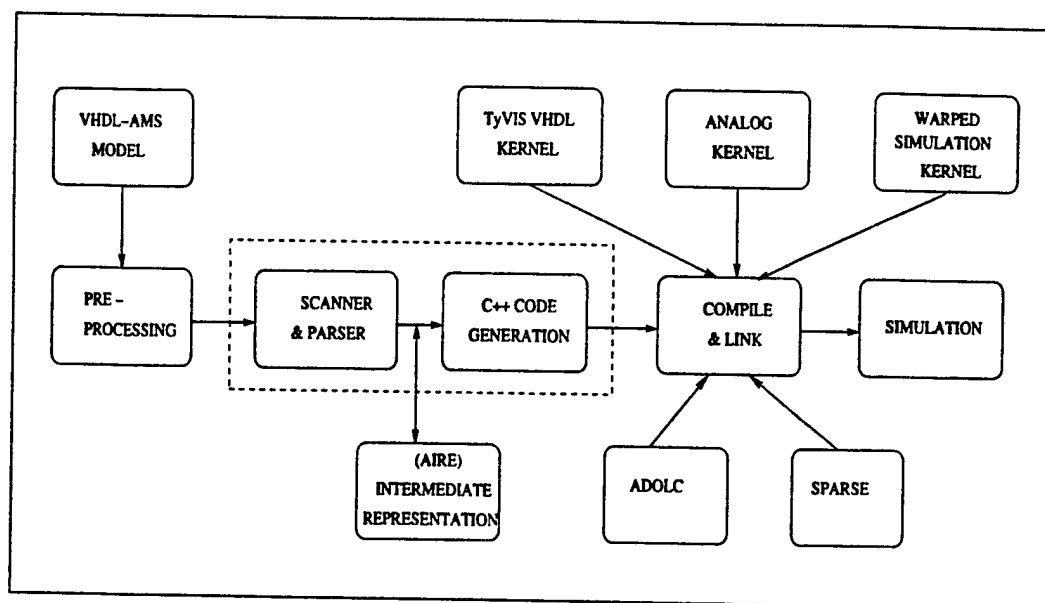 VHDL-AMS
MODEL
TyVIS VHDL
KERNEL
ANALOG
KERNEL
WARPED
SIMULATION
KERNEL
PRE -
PROCESSING
SCANNER
& PARSER
C++ CODE
GENERATION
COMPILE
& LINK
SIMULATION
(AIRE)
INTERMEDIATE
REPRESENTATION
ADOLC
SPARSE